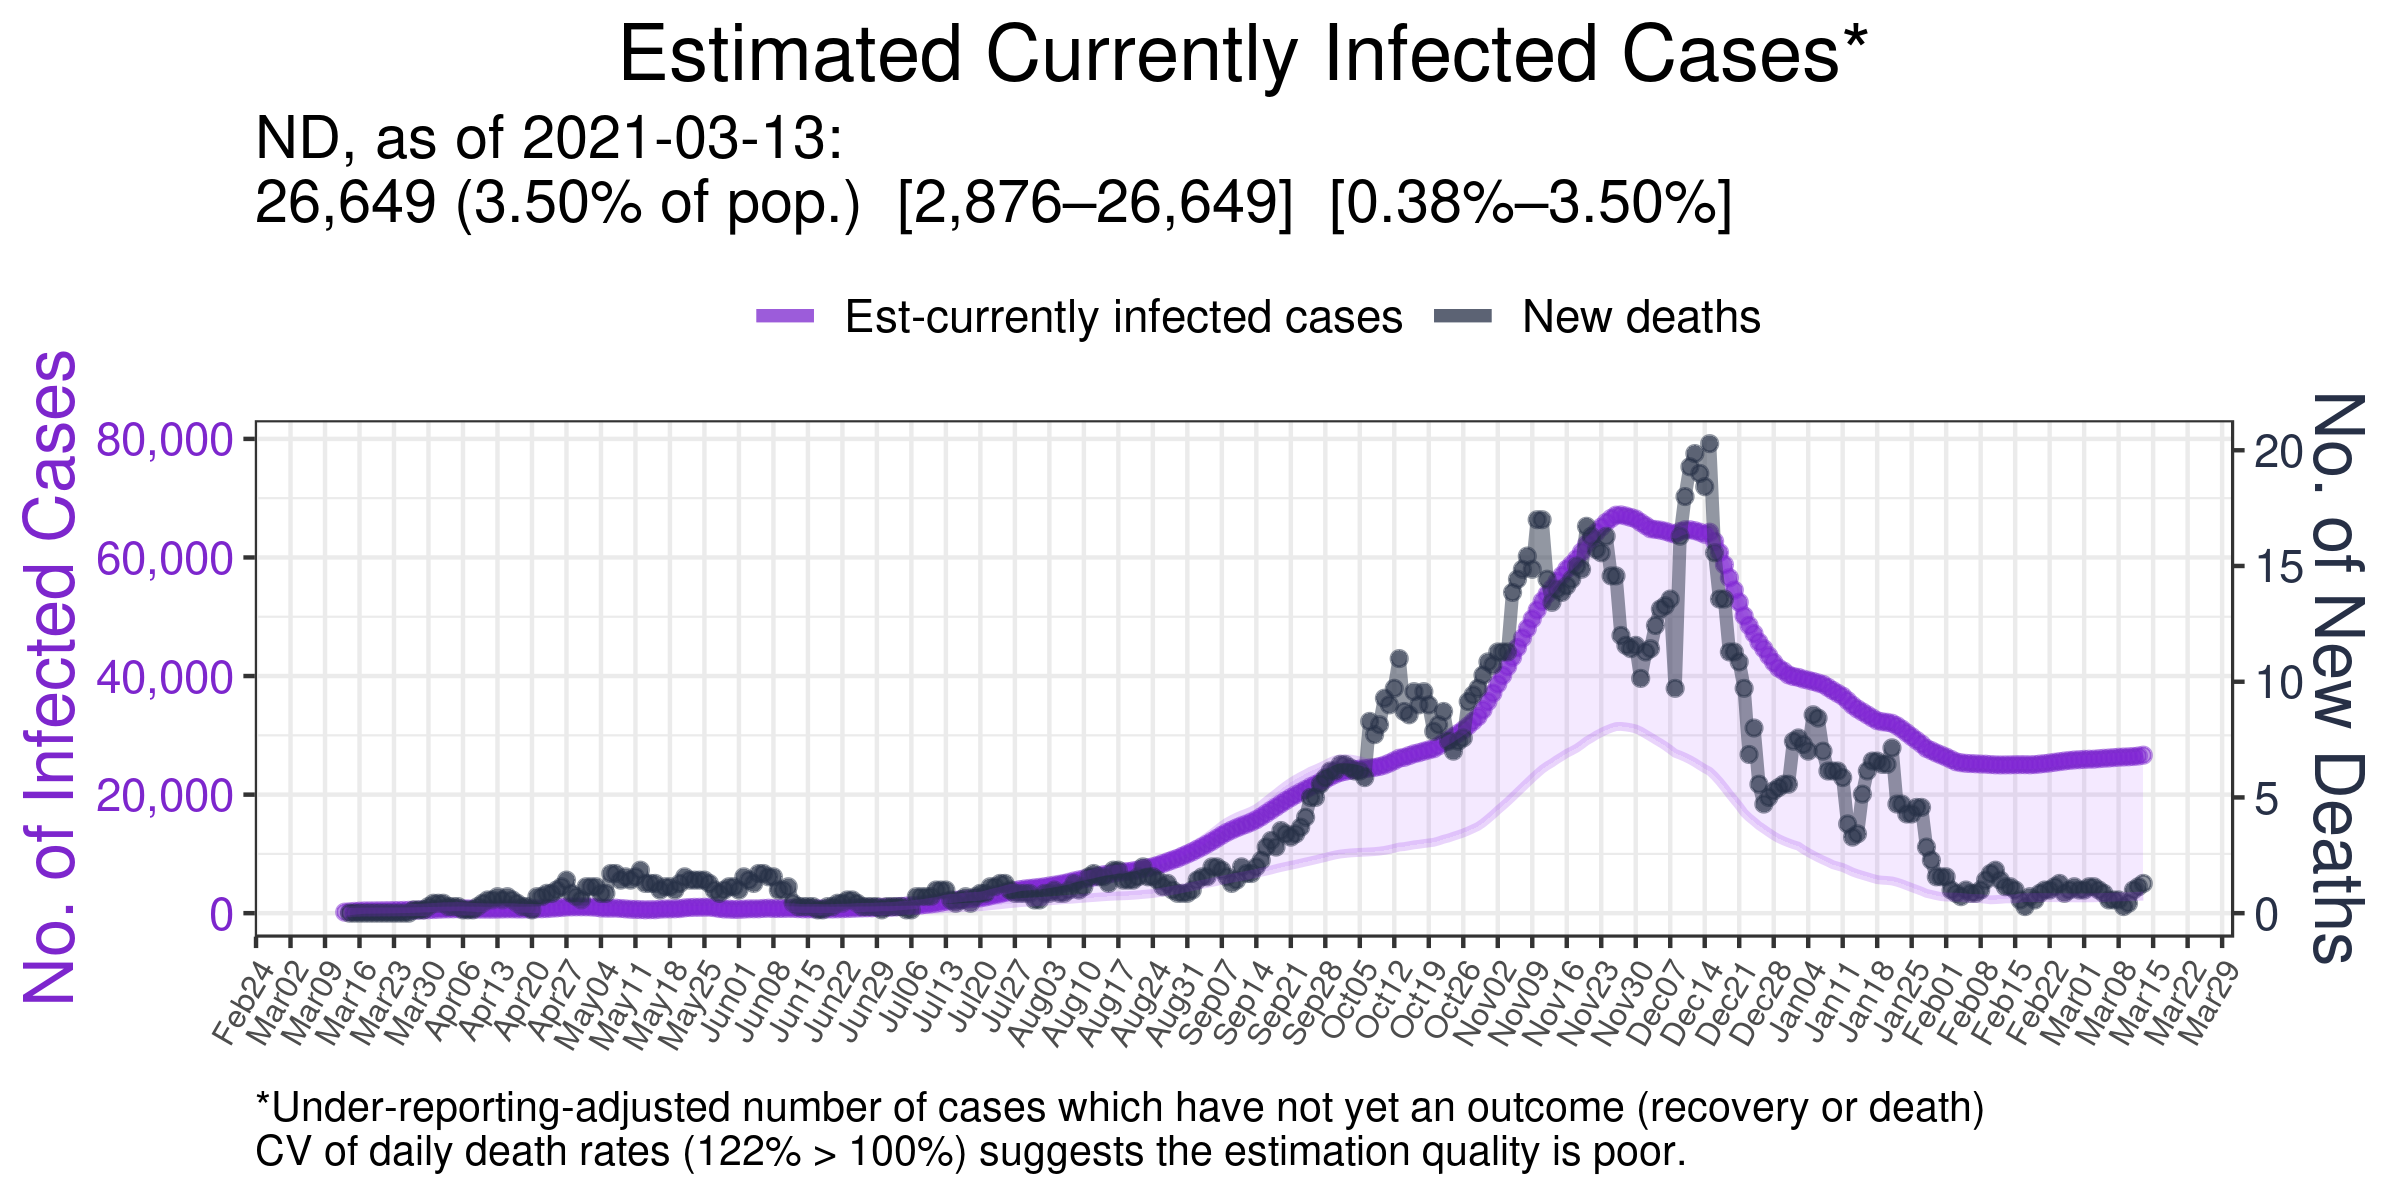 Estimated Currently Infected Cases*
ND, as of 2021-03-13:
26,649 (3.50% of pop.) [2,876–26,649] [0.38%–3.50%]
Est-currently infected cases New deaths
No. of Infected Cases
80,000
60,000
40,000
20,000
0
20
15
10
5
0
No. of New Deaths
Feb24 Mar02 Mar09 Mar16 Mar23 Mar30 Apr06 Apr13 Apr20 Apr27 May04 May11 May18 May25 Jun01 Jun08 Jun15 Jun22 Jun29 Jul06 Jul13 Jul20 Jul27 Aug03 Aug10 Aug17 Aug24 Aug31 Sep07 Sep14 Sep21 Sep28 Oct05 Oct12 Oct19 Oct26 Nov02 Nov09 Nov16 Nov23 Nov30 Dec07 Dec14 Dec21 Dec28 Jan04 Jan11 Jan18 Jan25 Feb01 Feb08 Feb15 Feb22 Mar01 Mar08 Mar15 Mar22 Mar29
*Under-reporting-adjusted number of cases which have not yet an outcome (recovery or death)
CV of daily death rates (122% > 100%) suggests the estimation quality is poor.